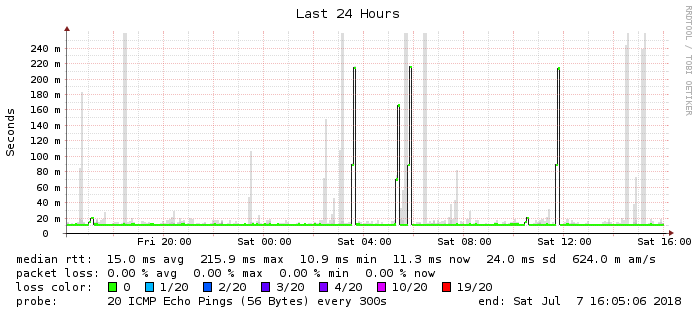 Last 24 Hours
RRDTOOL / TOBI OETIKER
Seconds
240 m
220 m
200 m
180 m
160 m
140 m
120 m
100 m
80 m
60 m
40 m
20 m
0
Fri 20:00 Sat 00:00 Sat 04:00 Sat 08:00 Sat 12:00 Sat 16:00
median rtt: 15.0 ms avg 215.9 ms max 10.9 ms min 11.3 ms now 24.0 ms sd 624.0 m am/s
packet loss: 0.00 % avg 0.00 % max 0.00 % min 0.00 % now
loss color: 0 1/20 2/20 3/20 4/20 10/20 19/20
probe: 20 ICMP Echo Pings (56 Bytes) every 300s end: Sat Jul 7 16:05:06 2018